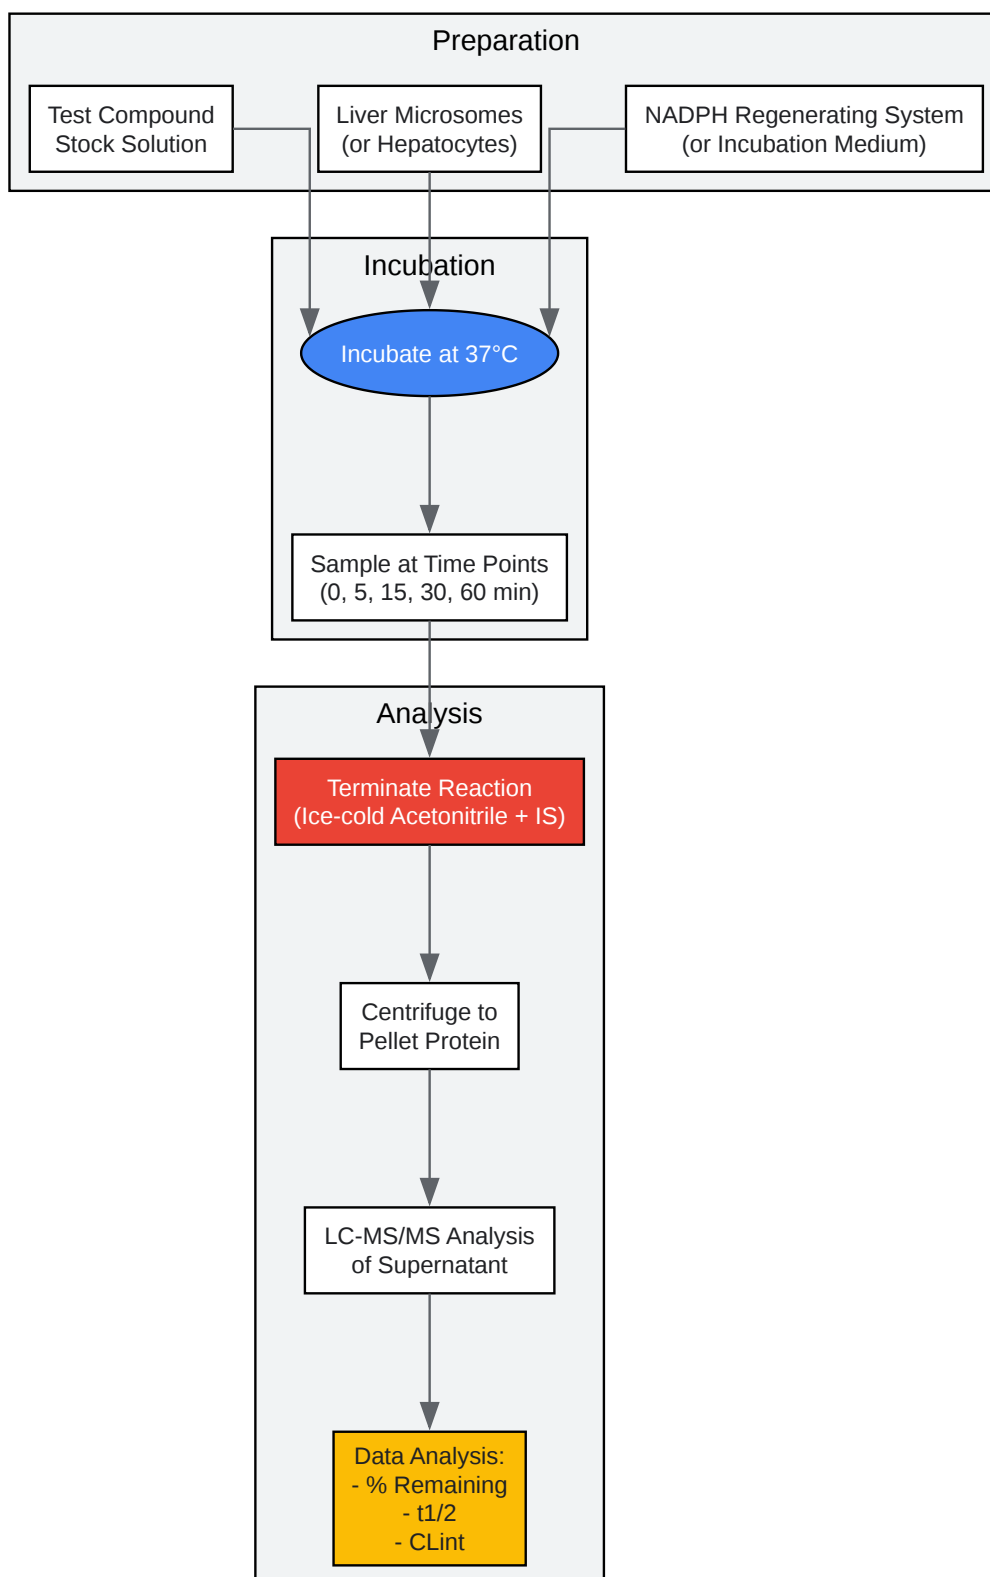 Preparation
Test Compound
Stock Solution
Liver Microsomes
(or Hepatocytes)
NADPH Regenerating System
(or Incubation Medium)
Incubation
Incubate at 37°C
Sample at Time Points
(0, 5, 15, 30, 60 min)
Analysis
Terminate Reaction
(Ice-cold Acetonitrile + IS)
Centrifuge to
Pellet Protein
LC-MS/MS Analysis
of Supernatant
Data Analysis:
- % Remaining
- t1/2
- CLint